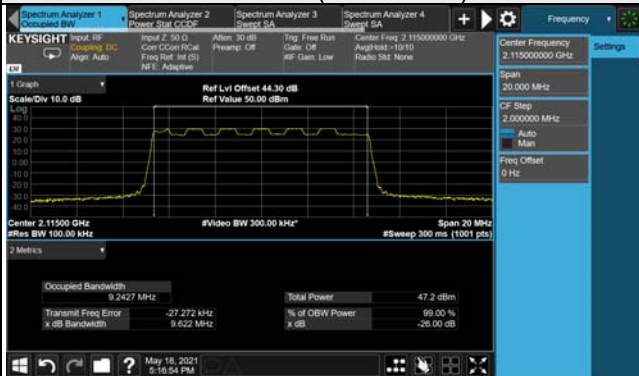 Spectrum Analyzer 1
Occupied BW
Spectrum Analyzer 2
Power Stat CCDF
Spectrum Analyzer 3
Swept SA
Spectrum Analyzer 4
Swept SA
Frequency
KEYSIGHT
Input: RF
Coupling: DC
Align: Auto
Input Z: 50 Ω
Corr CCorr RCal
Freq Ref: Int (S)
NFE: Adaptive
Atten: 30 dB
Preamp: Off
Trig: Free Run
Gate: Off
#IF Gain: Low
Center Freq: 2.115000000 GHz
Avg|Hold:>10/10
Radio Std: None
Center Frequency
2.115000000 GHz
Settings
Span
20.000 MHz
CF Step
2.000000 MHz
Auto
Man
Freq Offset
0 Hz
1 Graph
Scale/Div 10.0 dB
Ref Lvl Offset 44.30 dB
Ref Value 50.00 dBm
Log
40.0
30.0
20.0
10.0
0.00
-10.0
-20.0
-30.0
-40.0
Center 2.11500 GHz
#Res BW 100.00 kHz
#Video BW 300.00 kHz*
Span 20 MHz
#Sweep 300 ms (1001 pts)
2 Metrics
Occupied Bandwidth
9.2427 MHz
Total Power
47.2 dBm
Transmit Freq Error
-27.272 kHz
% of OBW Power
99.00 %
x dB Bandwidth
9.622 MHz
x dB
-26.00 dB
May 18, 2021
5:16:54 PM